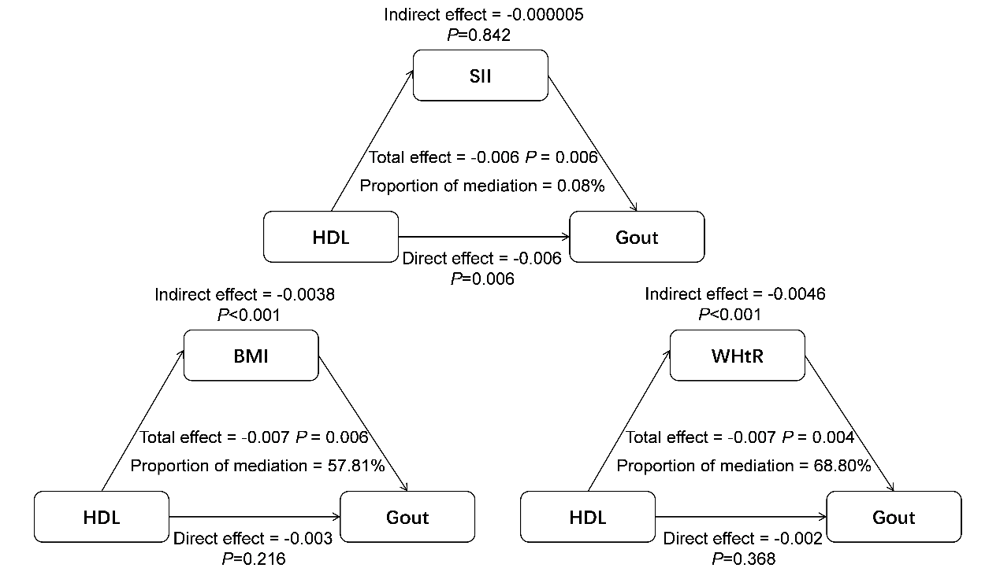 Indirect effect = -0.000005
P=0.842
SII
Total effect = -0.006 P = 0.006
Proportion of mediation = 0.08%
HDL
Gout
Direct effect = -0.006
P=0.006
Indirect effect = -0.0038
P<0.001
BMI
Total effect = -0.007 P = 0.006
Proportion of mediation = 57.81%
HDL
Gout
Direct effect = -0.003
P=0.216
Indirect effect = -0.0046
P<0.001
WHtR
Total effect = -0.007 P = 0.004
Proportion of mediation = 68.80%
HDL
Gout
Direct effect = -0.002
P=0.368